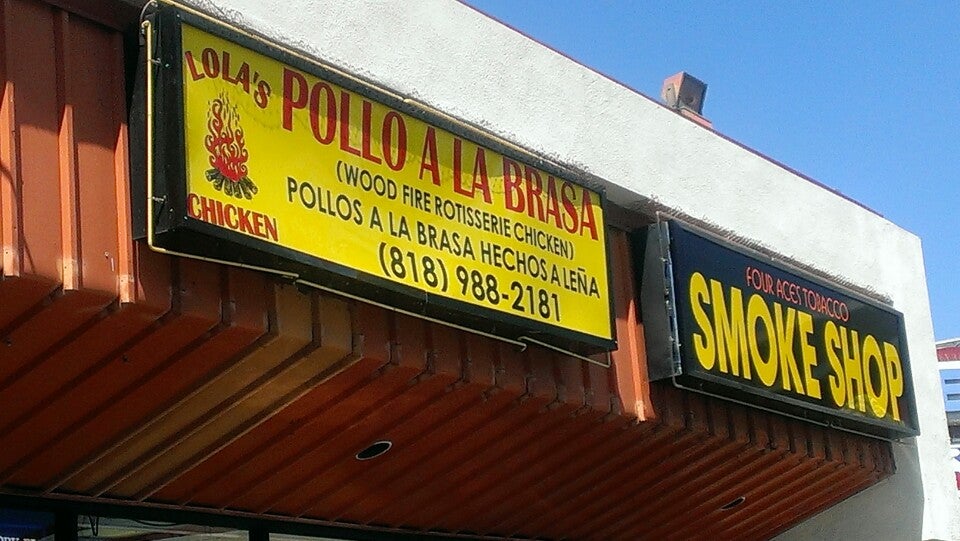 LOLA'S
CHICKEN
POLLO A LA BRASA
(WOOD FIRE ROTISSERIE CHICKEN)
POLLOS A LA BRASA HECHOS A LEÑA
(818) 988-2181
FOUR ACES TOBACCO
SMOKE SHOP